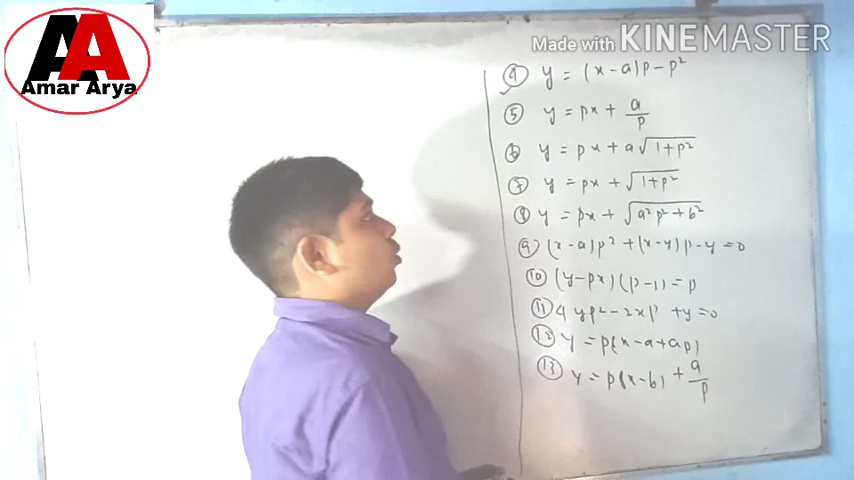 AA
Amar Arya
Made with KINEMASTER
④ y = (x - a)p - p²
⑤ y = px + a/p
⑥ y = px + a√1+p²
⑦ y = px + √1+p²
⑧ y = px + √a²p²+b²
⑨ (x-a)p² + (x-y)p - y = 0
⑩ (y-px)(p-1) = p
⑪ 4yp² - 2xp + y = 0
⑫ y = p(x-a+ap)
⑬ y = p(x-b) + a/p